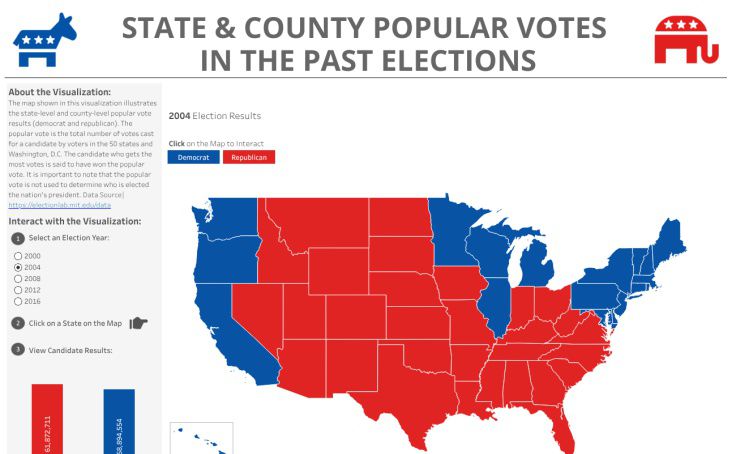 STATE & COUNTY POPULAR VOTES
IN THE PAST ELECTIONS
About the Visualization:
The map shown in this visualization illustrates
the state-level and county-level popular vote
results (democrat and republican). The
popular vote is the total number of votes cast
for a candidate by voters in the 50 states and
Washington, D.C. The candidate who gets the
most votes is said to have won the popular
vote. It is important to note that the popular
vote is not used to determine who is elected
the nation's president. Data Source|
https://electionlab.mit.edu/data
Interact with the Visualization:
1 Select an Election Year:
2000
2004
2008
2012
2016
2 Click on a State on the Map
3 View Candidate Results:
61,872,711
2004 Election Results
Click on the Map to Interact
Democrat Republican